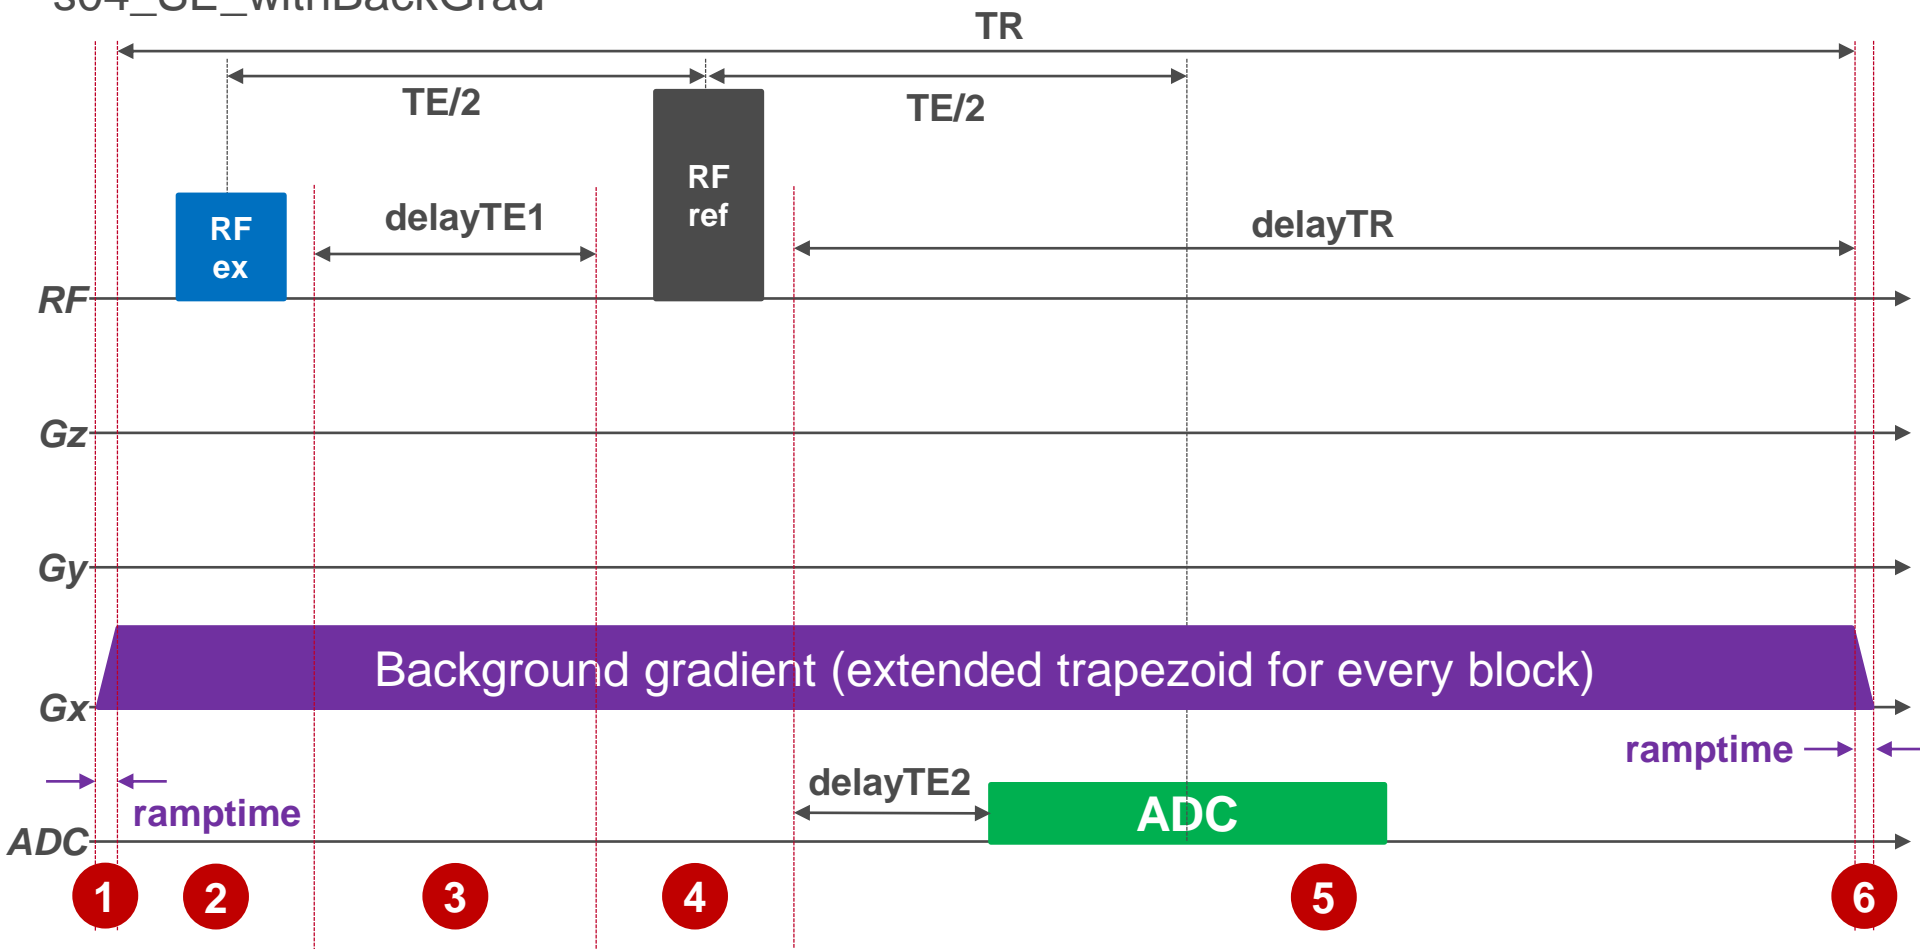 s04_SE_withBackGrad
TR
TE/2
TE/2
RF
ex
delayTE1
RF
ref
delayTR
RF
Gz
Gy
Background gradient (extended trapezoid for every block)
Gx
ramptime
ramptime
delayTE2
ADC
ADC
1
2
3
4
5
6